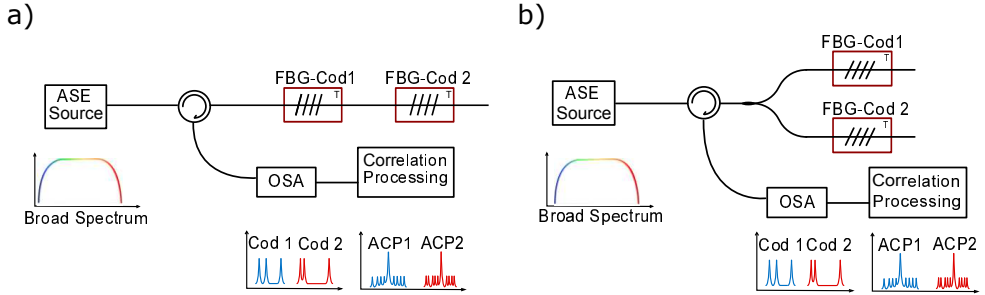 a)
FBG-Cod1
FBG-Cod 2
T
T
ASE
Source
OSA
Correlation
Processing
Broad Spectrum
Cod 1
Cod 2
ACP1
ACP2
b)
FBG-Cod1
T
ASE
Source
FBG-Cod 2
T
OSA
Correlation
Processing
Broad Spectrum
Cod 1
Cod 2
ACP1
ACP2